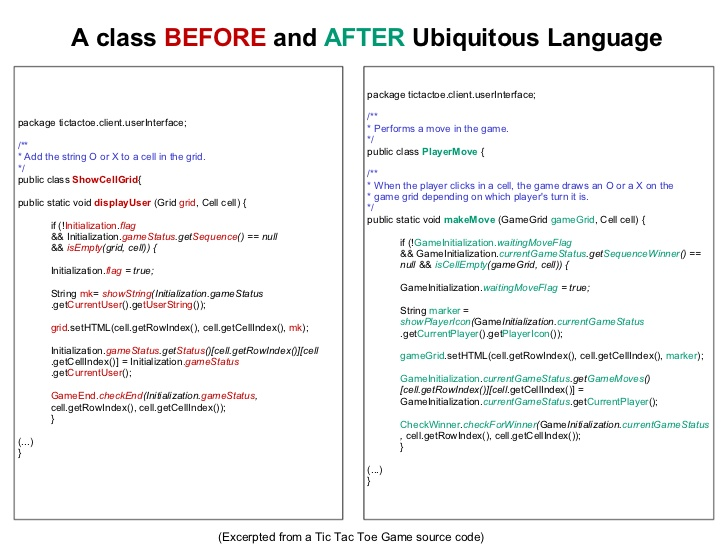 A class BEFORE and AFTER Ubiquitous Language
package tictactoe.client.userInterface;
/**
* Add the string O or X to a cell in the grid.
*/
public class ShowCellGrid{
public static void displayUser (Grid grid, Cell cell) {
if (!Initialization.flag
&& Initialization.gameStatus.getSequence() == null
&& isEmpty(grid, cell)) {
Initialization.flag = true;
String mk= showString(Initialization.gameStatus
.getCurrentUser().getUserString());
grid.setHTML(cell.getRowIndex(), cell.getCellIndex(), mk);
Initialization.gameStatus.getStatus()[cell.getRowIndex()][cell
.getCellIndex()] = Initialization.gameStatus
.getCurrentUser();
GameEnd.checkEnd(Initialization.gameStatus,
cell.getRowIndex(), cell.getCellIndex());
}
(...)
}
package tictactoe.client.userInterface;
/**
* Performs a move in the game.
*/
public class PlayerMove {
/**
* When the player clicks in a cell, the game draws an O or a X on the
* game grid depending on which player's turn it is.
*/
public static void makeMove (GameGrid gameGrid, Cell cell) {
if (!GameInitialization.waitingMoveFlag
&& GameInitialization.currentGameStatus.getSequenceWinner() ==
null && isCellEmpty(gameGrid, cell)) {
GameInitialization.waitingMoveFlag = true;
String marker =
showPlayerIcon(GameInitialization.currentGameStatus
.getCurrentPlayer().getPlayerIcon());
gameGrid.setHTML(cell.getRowIndex(), cell.getCellIndex(), marker);
GameInitialization.currentGameStatus.getGameMoves()
[cell.getRowIndex()][cell.getCellIndex()] =
GameInitialization.currentGameStatus.getCurrentPlayer();
CheckWinner.checkForWinner(GameInitialization.currentGameStatus
, cell.getRowIndex(), cell.getCellIndex());
}
(...)
}
(Excerpted from a Tic Tac Toe Game source code)